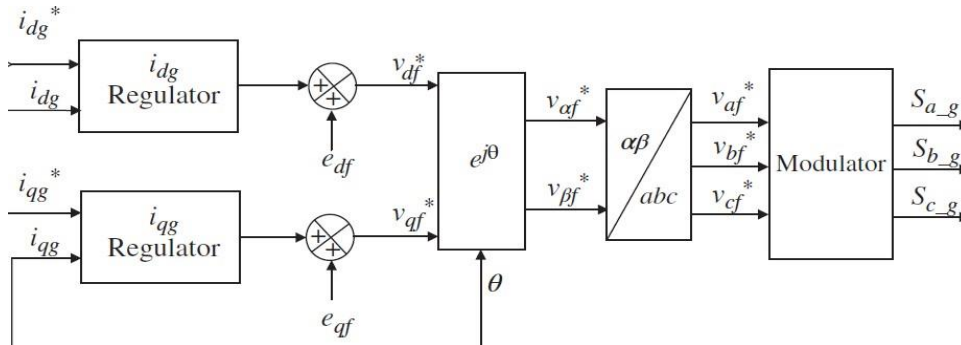 i_dg*
i_dg
i_dg
Regulator
+
+
e_df
v_df*
i_qg*
i_qg
i_qg
Regulator
+
+
e_qf
v_qf*
e^jθ
θ
v_αf*
v_βf*
αβ
abc
v_af*
v_bf*
v_cf*
Modulator
S_a_g
S_b_g
S_c_g